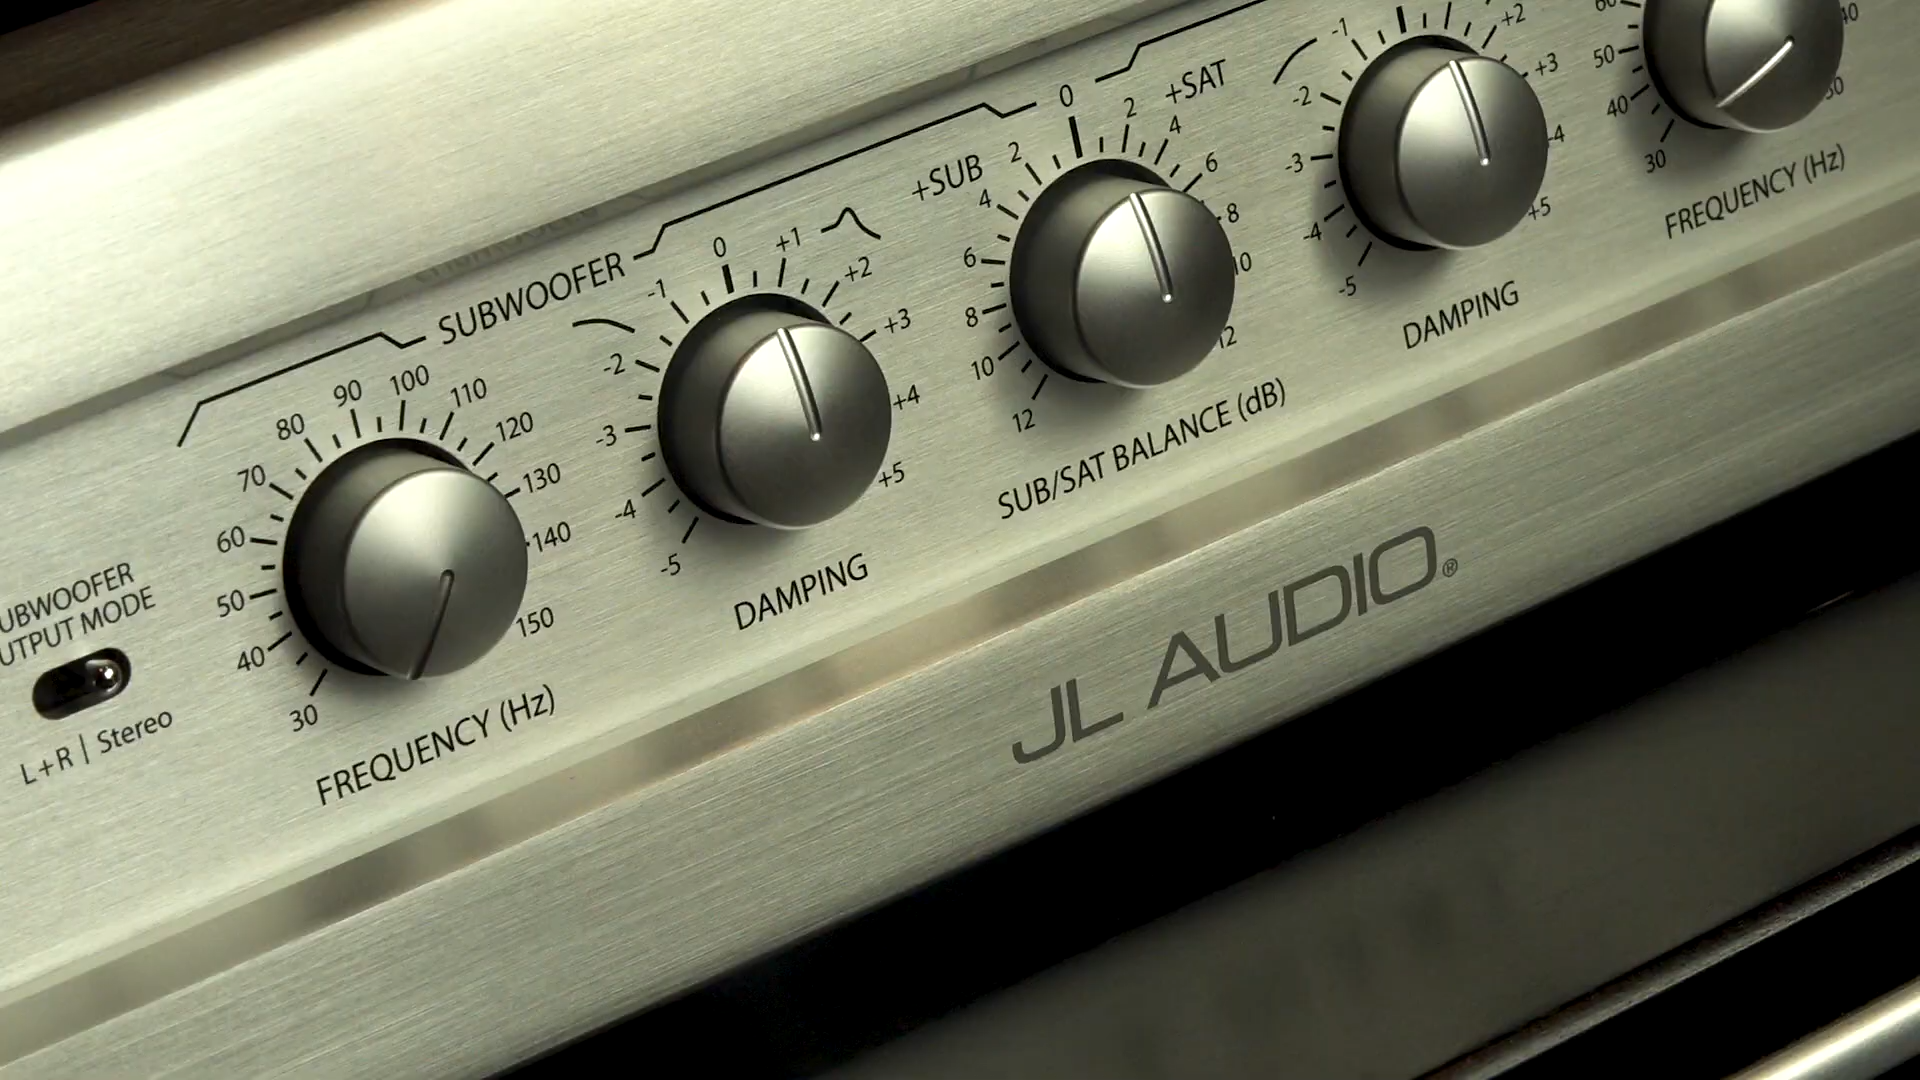 UBWOOFER
UTPUT MODE
L+R | Stereo
SUBWOOFER
30 40 50 60 70 80 90 100 110 120 130 140 150
FREQUENCY (Hz)
-5 -4 -3 -2 -1 0 +1 +2 +3 +4 +5
DAMPING
+SUB 0 +SAT
12 10 8 6 4 2 2 4 6 8 10 12
SUB/SAT BALANCE (dB)
-5 -4 -3 -2 -1 +2 +3 -4 +5
DAMPING
30 40 50 60
FREQUENCY (Hz)
JL AUDIO®